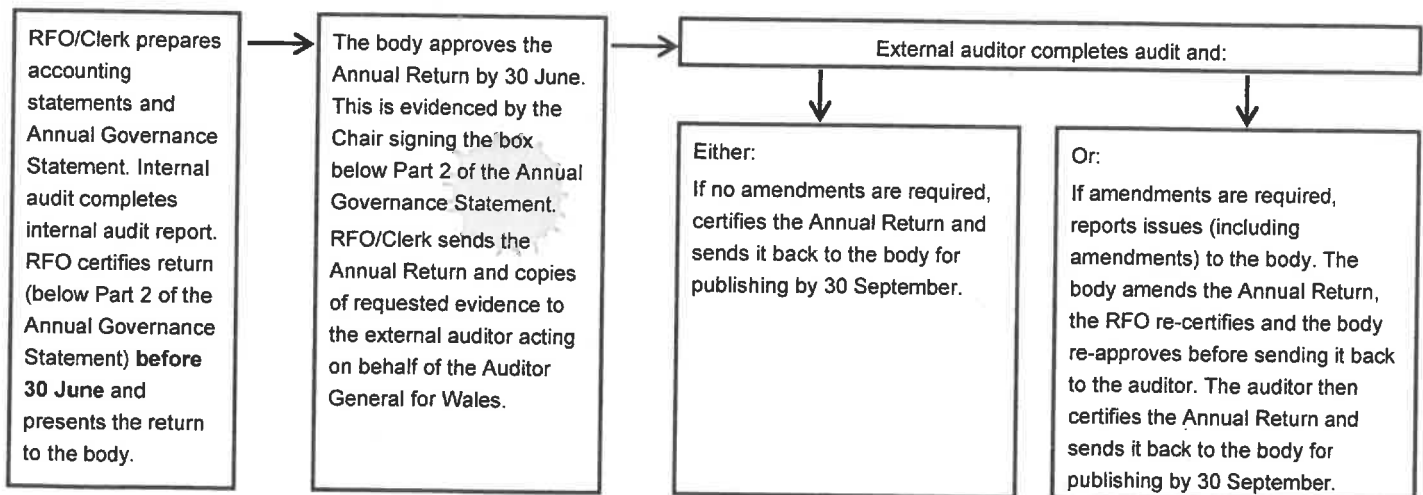 RFO/Clerk prepares
accounting
statements and
Annual Governance
Statement. Internal
audit completes
internal audit report.
RFO certifies return
(below Part 2 of the
Annual Governance
Statement) before
30 June and
presents the return
to the body.
The body approves the
Annual Return by 30 June.
This is evidenced by the
Chair signing the box
below Part 2 of the Annual
Governance Statement.
RFO/Clerk sends the
Annual Return and copies
of requested evidence to
the external auditor acting
on behalf of the Auditor
General for Wales.
External auditor completes audit and:
Either:
If no amendments are required,
certifies the Annual Return and
sends it back to the body for
publishing by 30 September.
Or:
If amendments are required,
reports issues (including
amendments) to the body. The
body amends the Annual Return,
the RFO re-certifies and the body
re-approves before sending it back
to the auditor. The auditor then
certifies the Annual Return and
sends it back to the body for
publishing by 30 September.